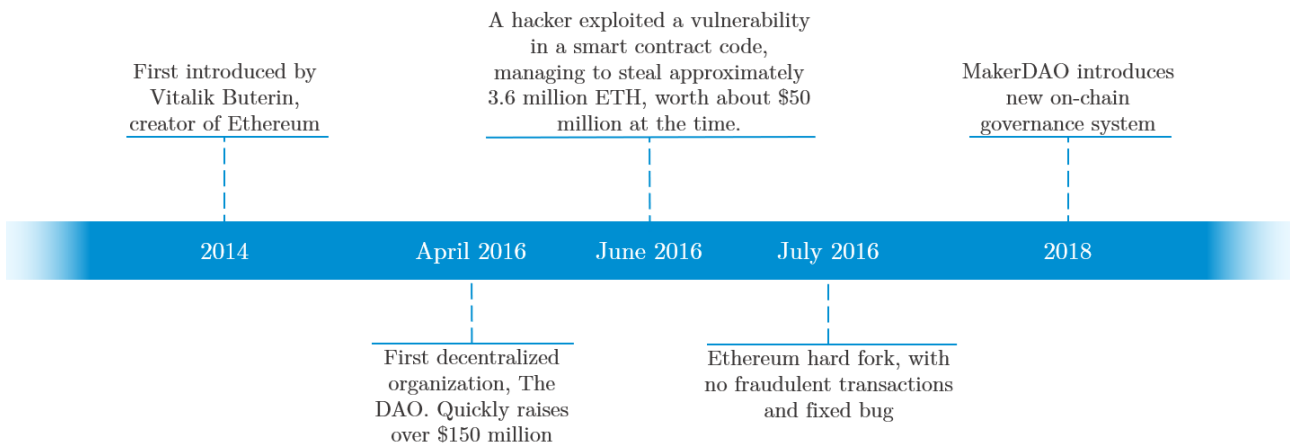 A hacker exploited a vulnerability
in a smart contract code,
managing to steal approximately
3.6 million ETH, worth about $50
million at the time.
First introduced by
Vitalik Buterin,
creator of Ethereum
MakerDAO introduces
new on-chain
governance system
2014
April 2016
June 2016
July 2016
2018
First decentralized
organization, The
DAO. Quickly raises
over $150 million
Ethereum hard fork, with
no fraudulent transactions
and fixed bug